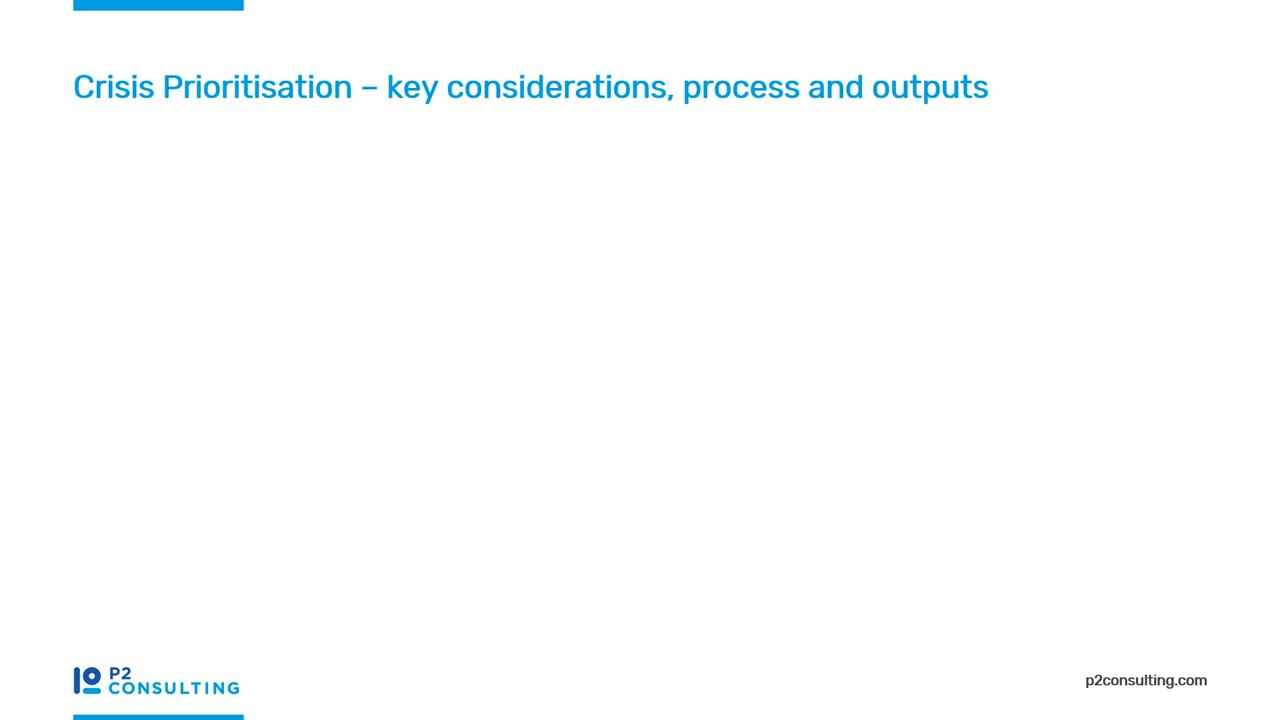 Crisis Prioritisation – key considerations, process and outputs
P2
CONSULTING
p2consulting.com